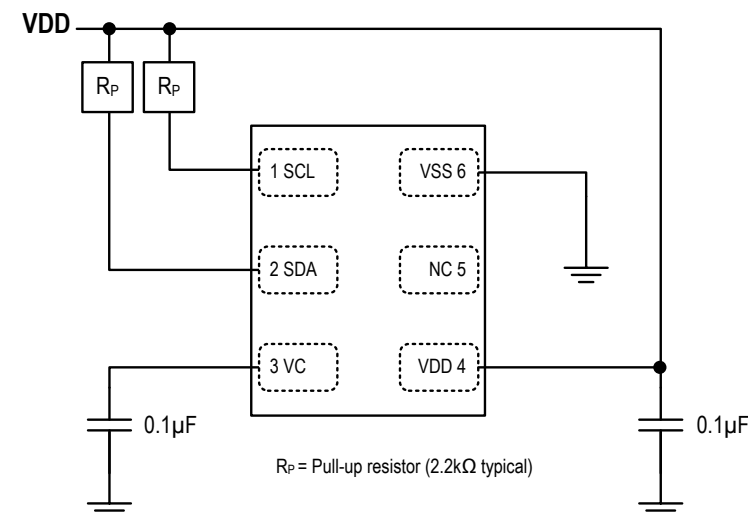 VDD
RP RP
1 SCL VSS 6
2 SDA NC 5
3 VC VDD 4
0.1µF 0.1µF
RP = Pull-up resistor (2.2kΩ typical)